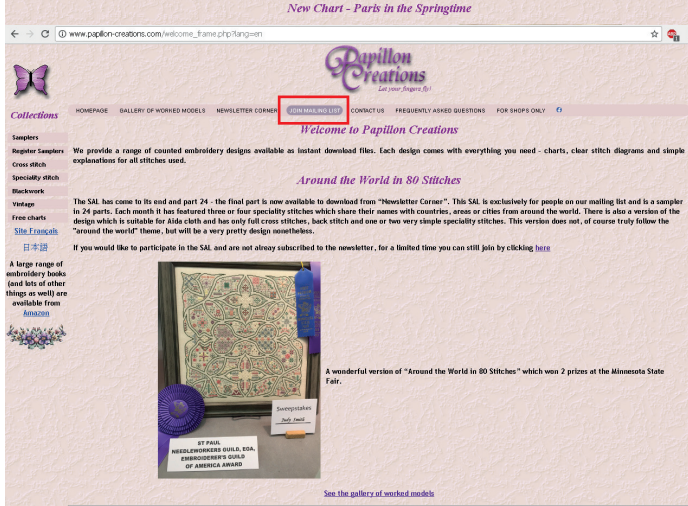 New Chart - Paris in the Springtime
www.papillon-creations.com/welcome_frame.php?lang=en
Papillon
Creations
Let your fingers fly!
HOMEPAGE GALLERY OF WORKED MODELS NEWSLETTER CORNER JOIN MAILING LIST CONTACT US FREQUENTLY ASKED QUESTIONS FOR SHOPS ONLY
Collections
Samplers
Register Samplers
Cross stitch
Speciality stitch
Blackwork
Vintage
Free charts
Site Français
日本語
A large range of
embroidery books
(and lots of other
things as well) are
available from
Amazon
Welcome to Papillon Creations
We provide a range of counted embroidery designs available as instant download files. Each design comes with everything you need - charts, clear stitch diagrams and simple
explanations for all stitches used.
Around the World in 80 Stitches
The SAL has come to its end and part 24 - the final part is now available to download from "Newsletter Corner". This SAL is exclusively for people on our mailing list and is a sampler
in 24 parts. Each month it has featured three or four speciality stitches which share their names with countries, areas or cities from around the world. There is also a version of the
design which is suitable for Aida cloth and has only full cross stitches, back stitch and one or two very simple speciality stitches. This version does not, of course truly follow the
"around the world" theme, but will be a very pretty design nonetheless.
If you would like to participate in the SAL and are not alreay subscribed to the newsletter, for a limited time you can still join by clicking here
Sweepstakes
Judy Smith
ST PAUL
NEEDLEWORKERS GUILD, EGA,
EMBROIDERER'S GUILD
OF AMERICA AWARD
A wonderful version of "Around the World in 80 Stitches" which won 2 prizes at the Minnesota State
Fair.
See the gallery of worked models